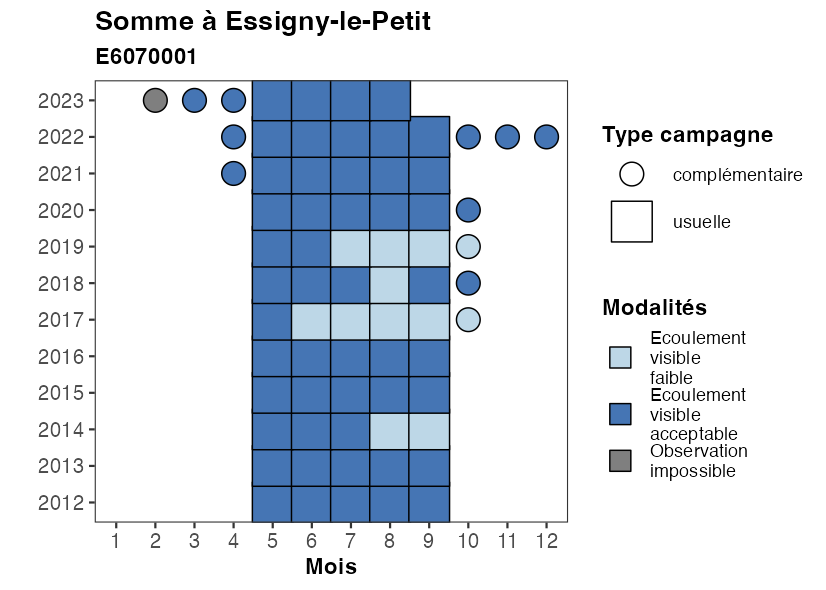 Somme à Essigny-le-Petit
E6070001
2023
2022
2021
2020
2019
2018
2017
2016
2015
2014
2013
2012
1 2 3 4 5 6 7 8 9 10 11 12
Mois
Type campagne
complémentaire
usuelle
Modalités
Ecoulement
visible
faible
Ecoulement
visible
acceptable
Observation
impossible